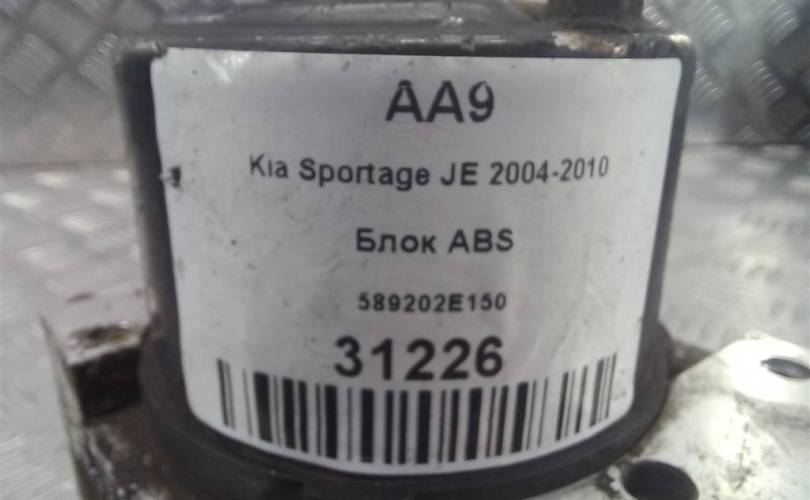 AA9
Kia Sportage JE 2004-2010
Блок ABS
589202E150
31226